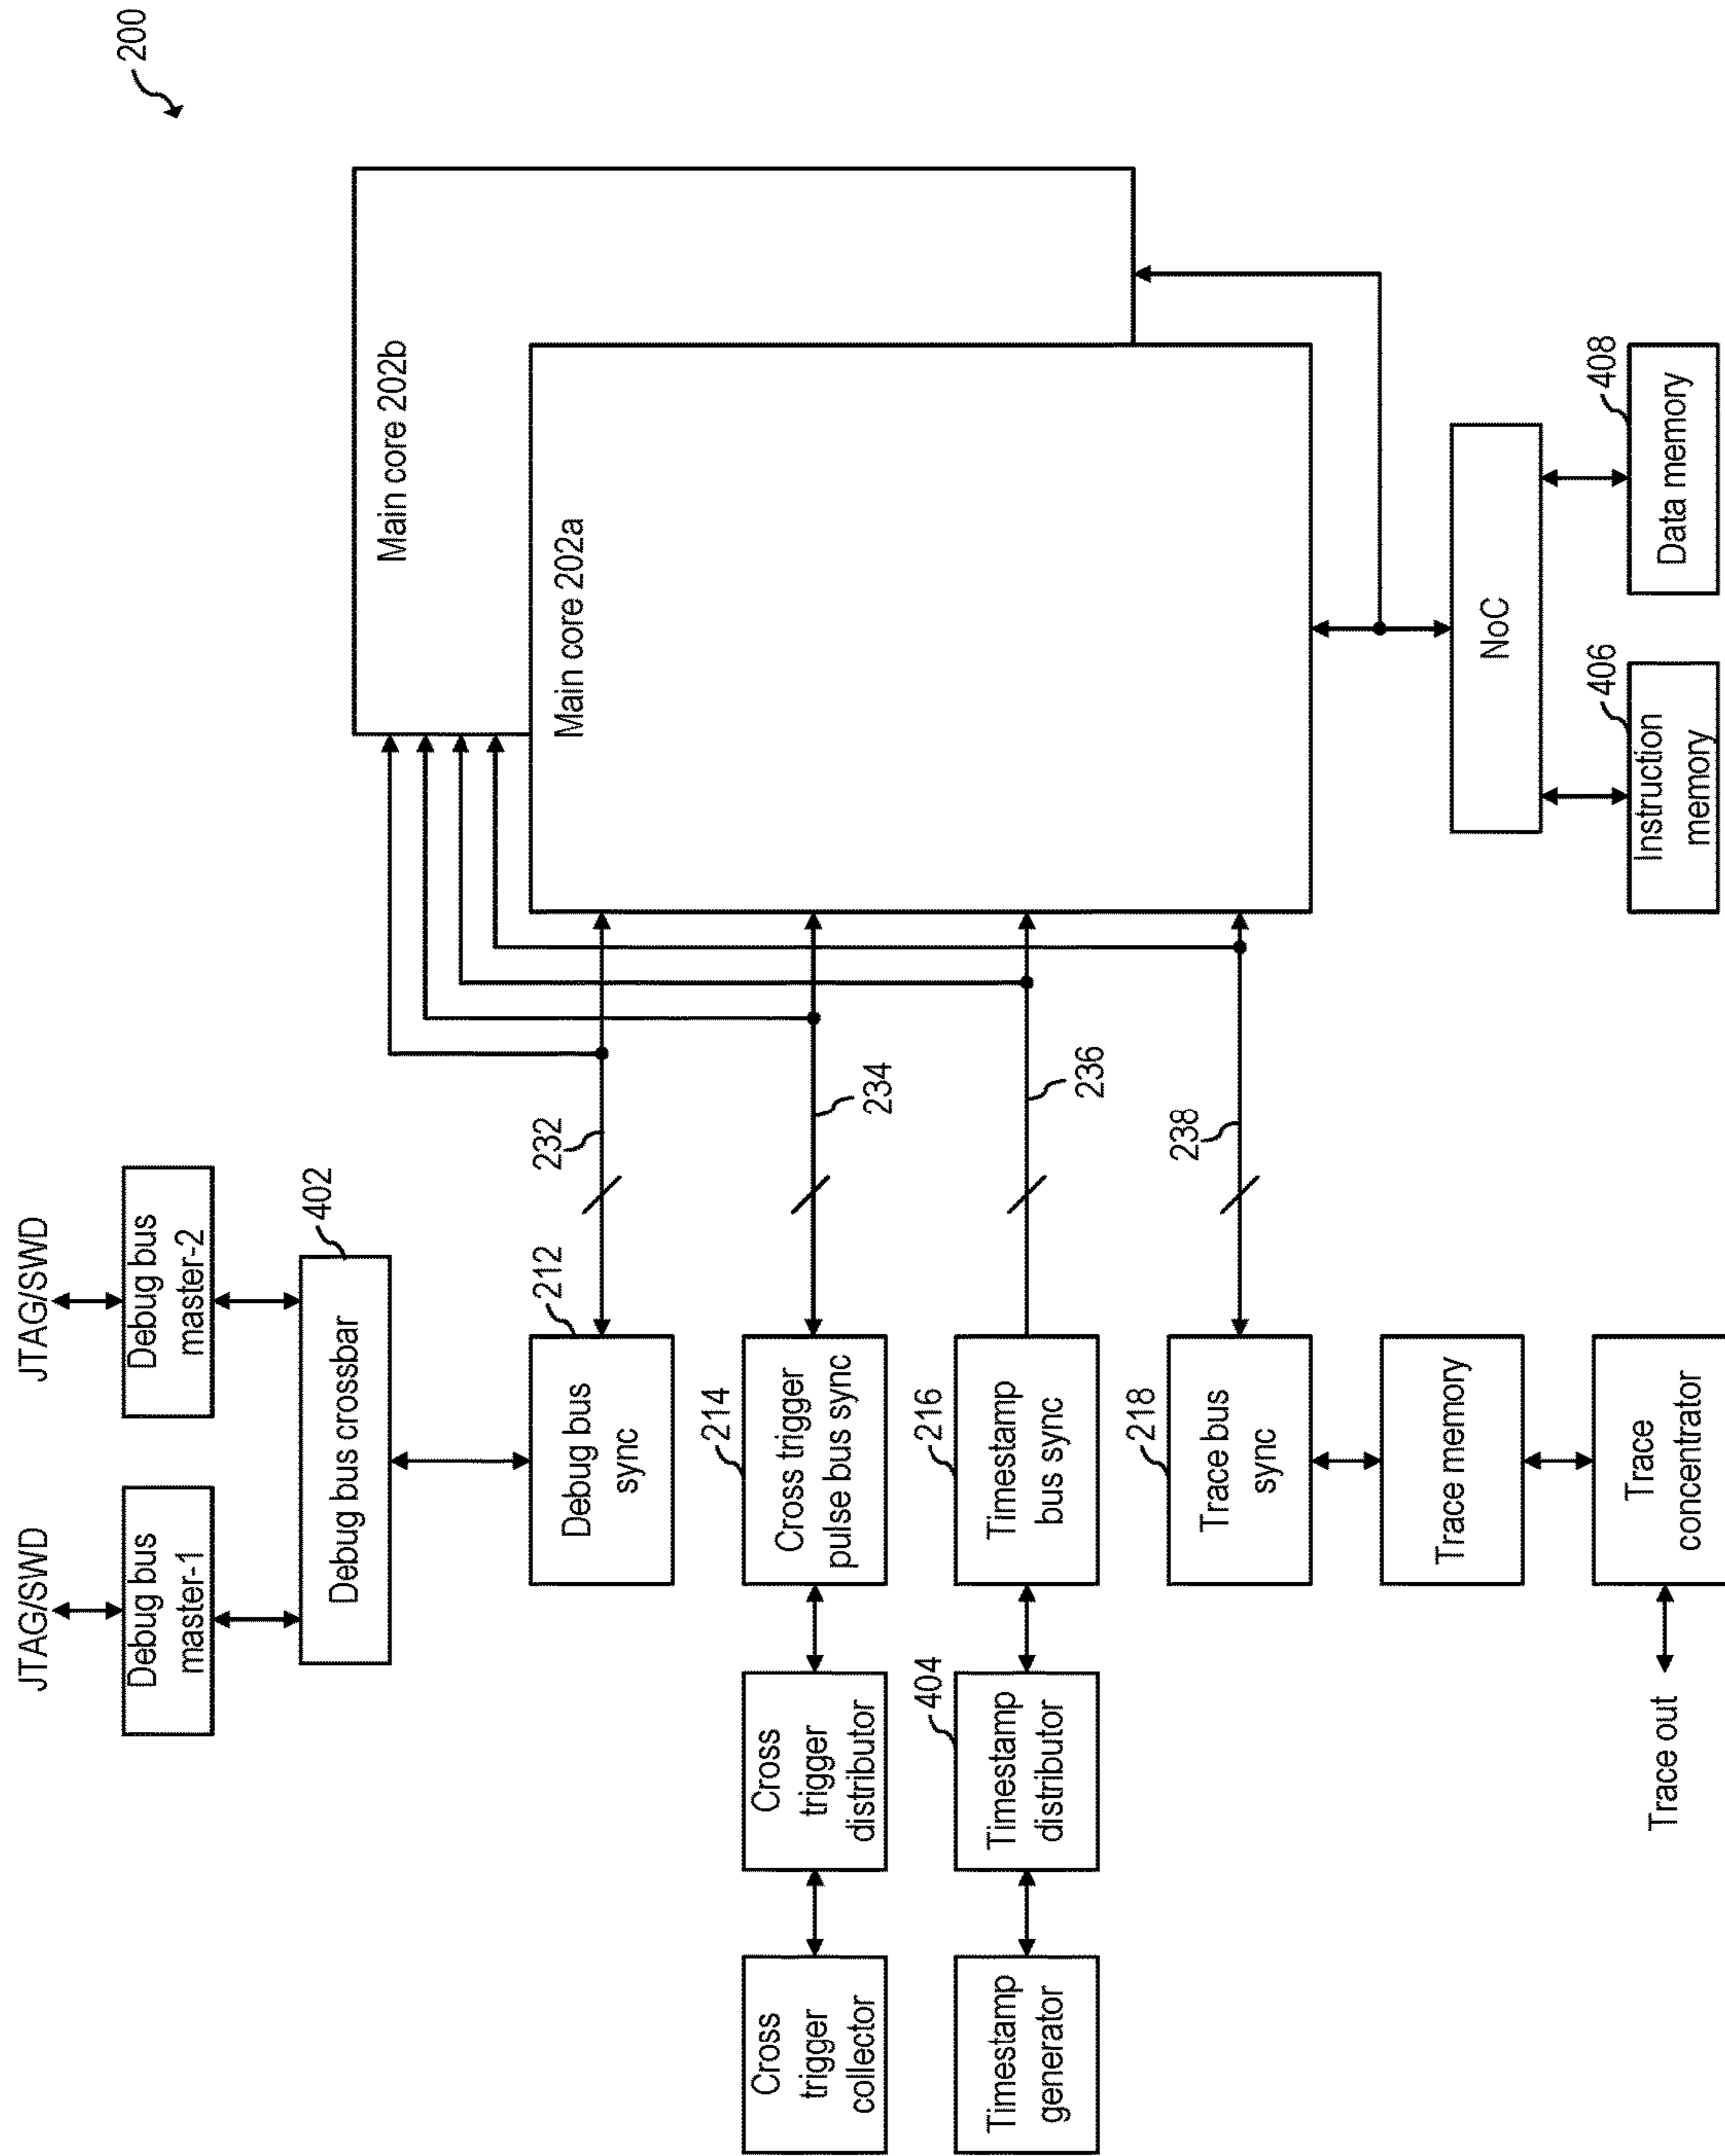 200
JTAG/SWD
JTAG/SWD
Debug bus
master-1
Debug bus
master-2
Debug bus crossbar
402
Main core 202b
Main core 202a
Debug bus
sync
212
232
Cross
trigger
collector
Cross
trigger
distributor
Cross trigger
pulse bus sync
214
234
Timestamp
generator
Timestamp
distributor
404
Timestamp
bus sync
216
236
Trace bus
sync
218
238
Trace memory
Trace
concentrator
Trace out
NoC
Instruction
memory
406
Data memory
408